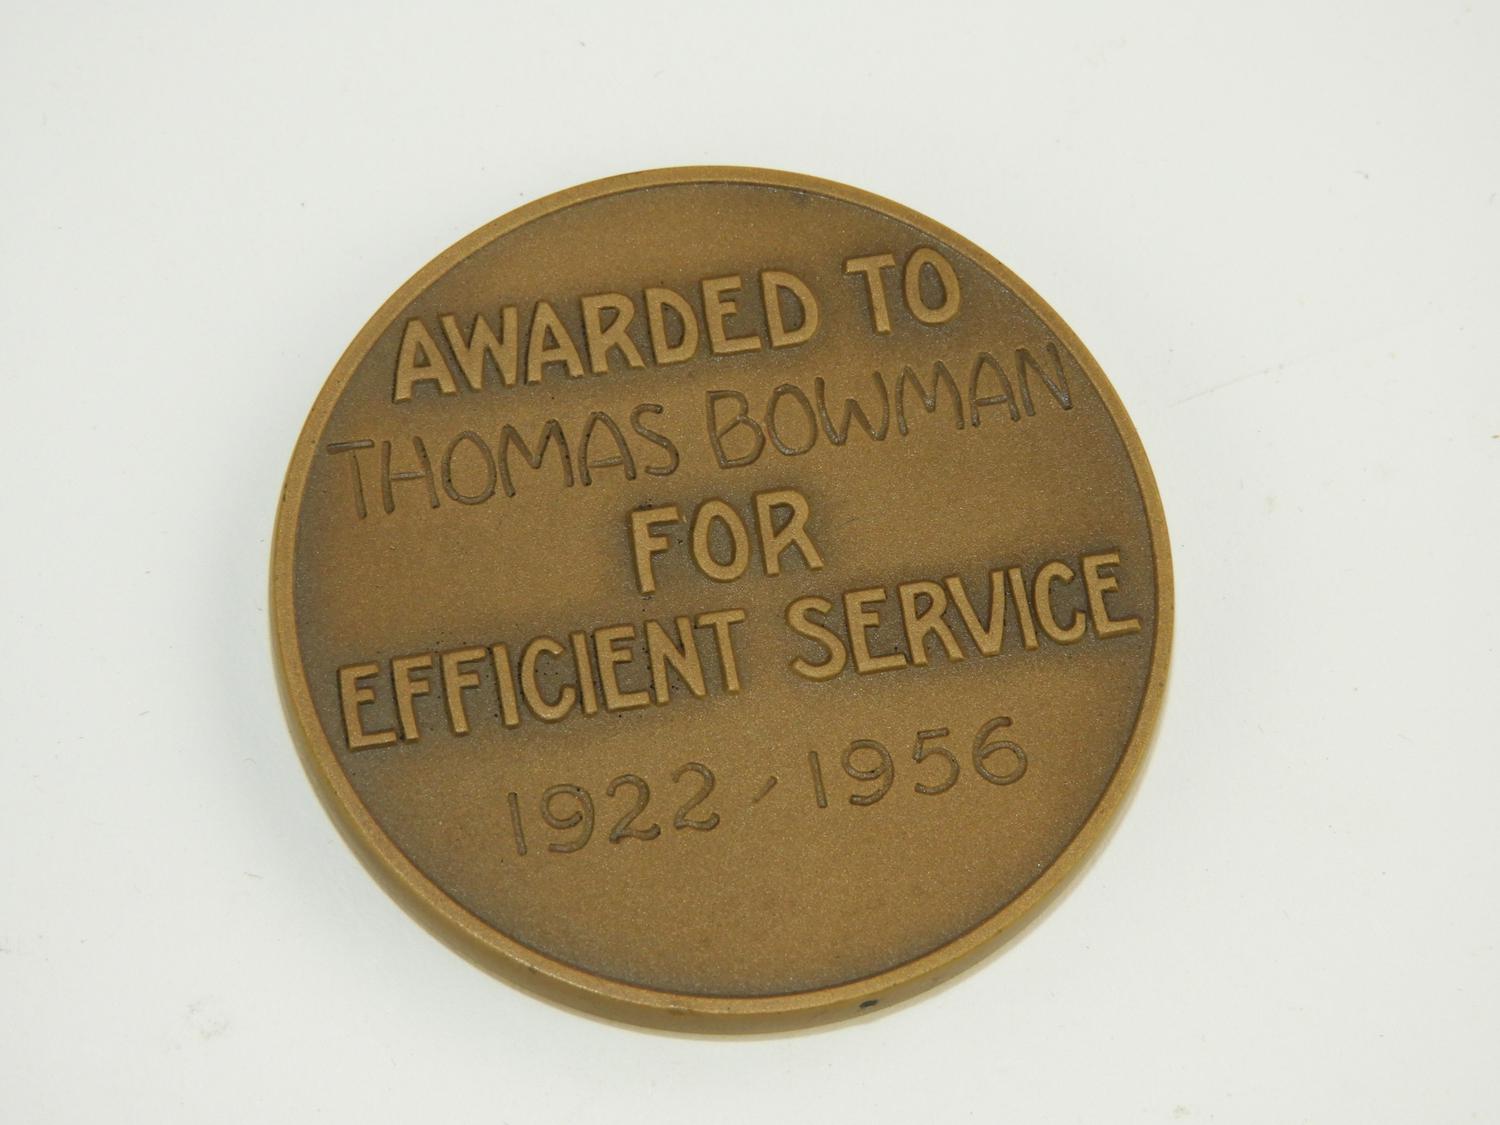 AWARDED TO
THOMAS BOWMAN
FOR
EFFICIENT SERVICE
1922-1956